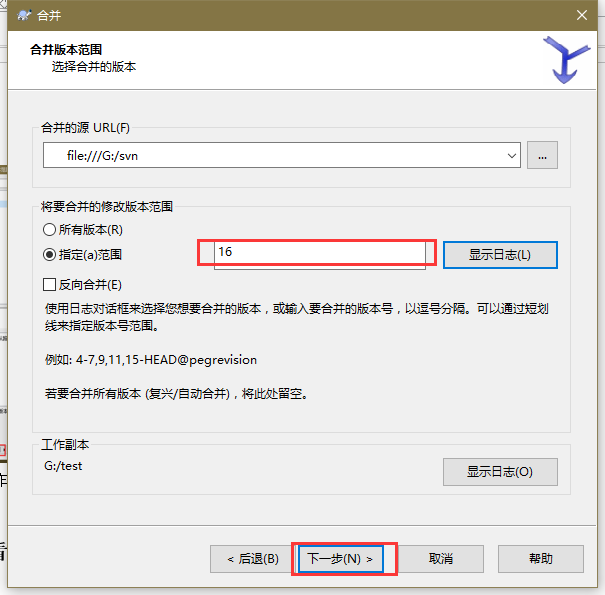 合并
合并版本范围
选择合并的版本
合并的源 URL(F)
file:///G:/svn
...
将要合并的修改版本范围
所有版本(R)
指定(a)范围
16
显示日志(L)
反向合并(E)
使用日志对话框来选择您想要合并的版本，或输入要合并的版本号，以逗号分隔。可以通过短划
线来指定版本号范围。
例如: 4-7,9,11,15-HEAD@pegrevision
若要合并所有版本 (复兴/自动合并)，将此处留空。
工作副本
G:/test
显示日志(O)
< 后退(B)
下一步(N) >
取消
帮助